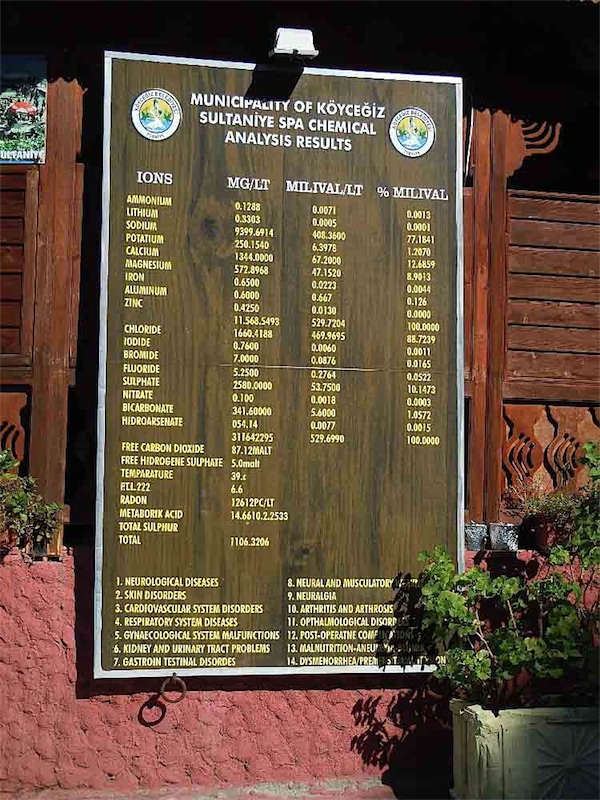 SULTANİYE
MUNICIPALITY OF KÖYCEĞİZ
SULTANİYE SPA CHEMICAL
ANALYSIS RESULTS
IONS MG/LT MILIVAL/LT % MILIVAL
AMMONIUM 0.1288 0.0071 0.0013
LITHIUM 0.3303 0.0005 0.0001
SODIUM 9399.6914 408.3600 77.1841
POTATIUM 250.1540 6.3978 1.2070
CALCIUM 1344.0000 67.2000 12.6859
MAGNESIUM 572.8968 47.1520 8.9013
IRON 0.6500 0.0223 0.0044
ALUMINUM 0.6000 0.667 0.126
ZINC 0.4250 0.0130 0.0000
11.568.5493 529.7204 100.0000
CHLORIDE 1660.4188 469.9695 88.7239
IODIDE 0.7600 0.0060 0.0011
BROMIDE 7.0000 0.0876 0.0165
FLUORIDE 5.2500 0.2764 0.0522
SULPHATE 2580.0000 53.7500 10.1473
NITRATE 0.100 0.0018 0.0003
BICARBONATE 341.60000 5.6000 1.0572
HIDROARSENATE 054.14 0.0077 0.0015
311642295 529.6990 100.0000
FREE CARBON DIOXIDE 87.12MALT
FREE HIDROGENE SULPHATE 5.0malt
TEMPARATURE 39.c
P.T.I.222 6.6
RADON 12612PC/LT
METABORIK ACID 14.6610.2.2533
TOTAL SULPHUR
TOTAL 1106.3206
1. NEUROLOGICAL DISEASES
2. SKIN DISORDERS
3. CARDIOVASCULAR SYSTEM DISORDERS
4. RESPIRATORY SYSTEM DISEASES
5. GYNAECOLOGICAL SYSTEM MALFUNCTIONS
6. KIDNEY AND URINARY TRACT PROBLEMS
7. GASTROIN TESTINAL DISORDES
8. NEURAL AND MUSCULATORY
9. NEURALGIA
10. ARTHRITIS AND ARTHROSIS
11. OPTHALMOLOGICAL DISORDERS
12. POST-OPERATNE
13. MALNUTRITION-
14. DYSMENORRHEA/